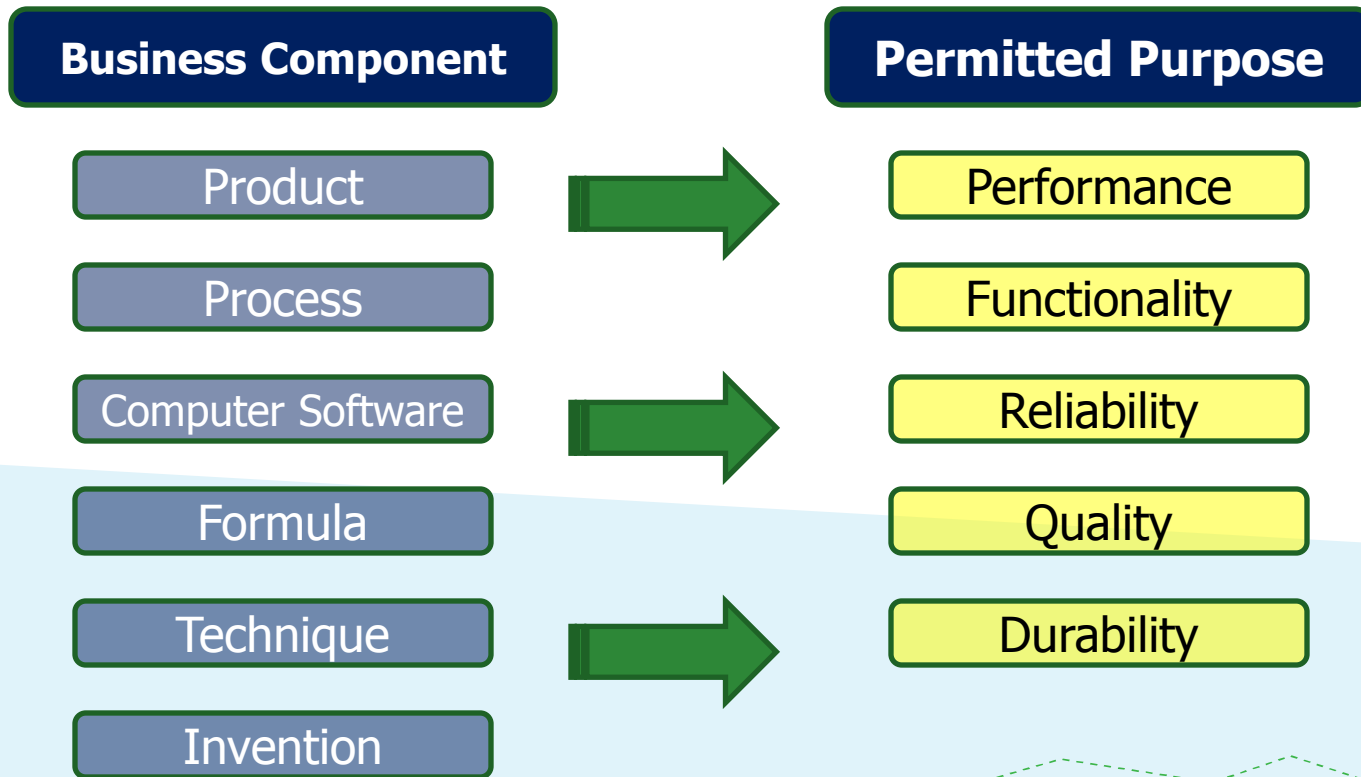 Business Component
Permitted Purpose
Product
Performance
Process
Functionality
Computer Software
Reliability
Formula
Quality
Technique
Durability
Invention